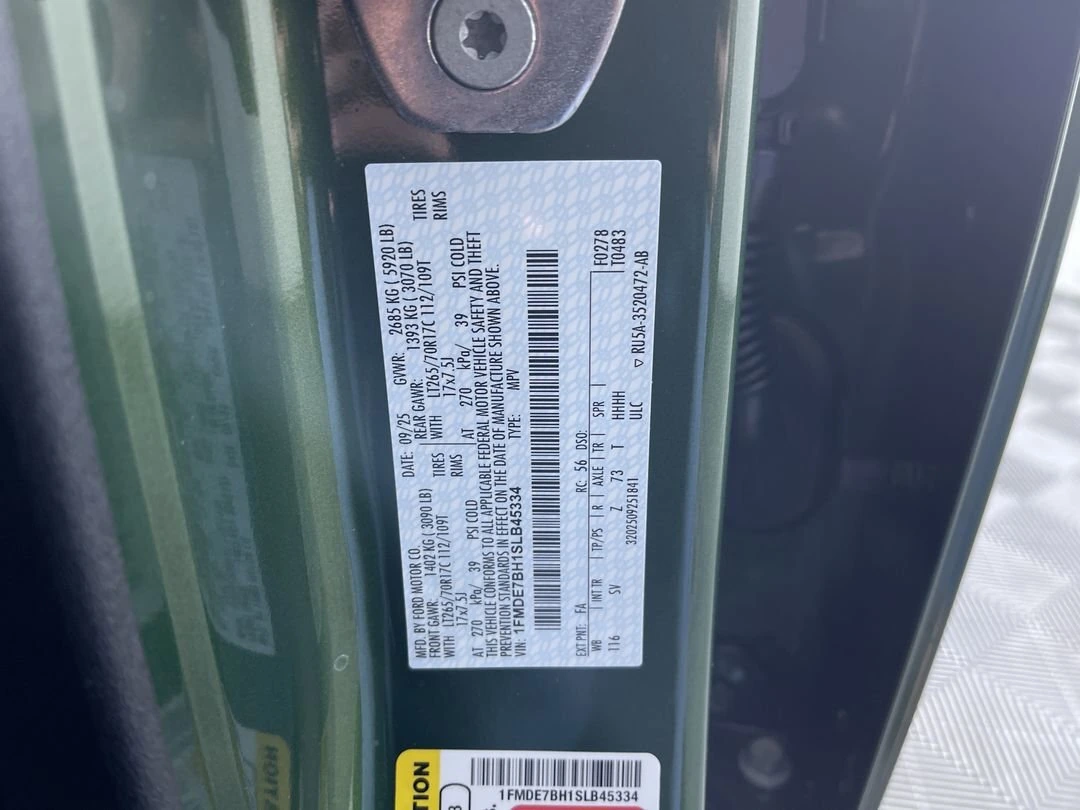 MFD. BY FORD MOTOR CO. DATE: 09/25 GVWR: 2685 KG ( 5920 LB)
FRONT GAWR: 1402 KG ( 3090 LB) REAR GAWR: 1393 KG ( 3070 LB)
WITH LT265/70R17C 112/109T TIRES WITH LT265/70R17C 112/109T TIRES
17x7.5J RIMS 17x7.5J RIMS
AT 270 kPa/ 39 PSI COLD AT 270 kPa/ 39 PSI COLD
THIS VEHICLE CONFORMS TO ALL APPLICABLE FEDERAL MOTOR VEHICLE SAFETY AND THEFT
PREVENTION STANDARDS IN EFFECT ON THE DATE OF MANUFACTURE SHOWN ABOVE.
VIN: 1FMDE7BH1SLB45334 TYPE: MPV
EXT PNT: FA RC: 56 DSO: F0278
WB INT TR TP/PS R AXLE TR SPR T0483
116 SV Z 73 T HHHH
3202509251841 ULC ▽ RU5A-3520472-AB
TION
1FMDE7BH1SLB45334